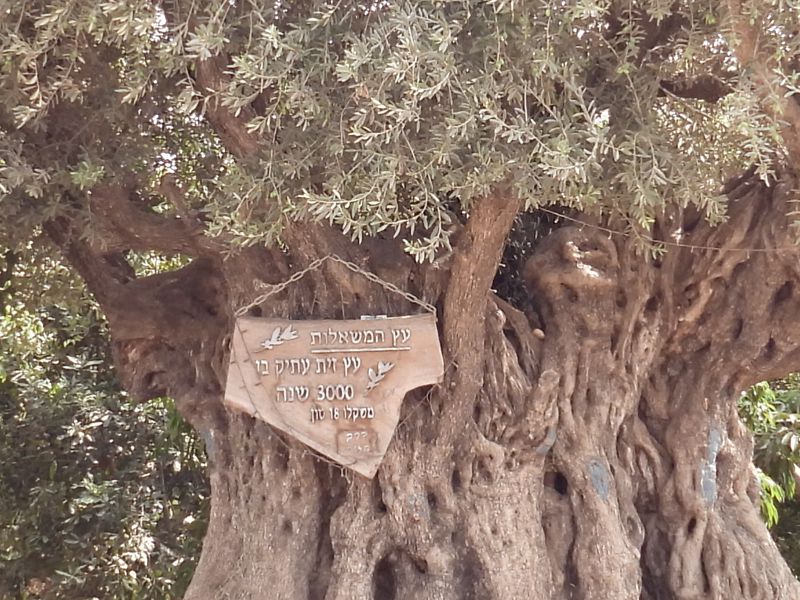 עץ המשאלות
עץ זית עתיק בן
3000 שנה
משקלו 18 טון